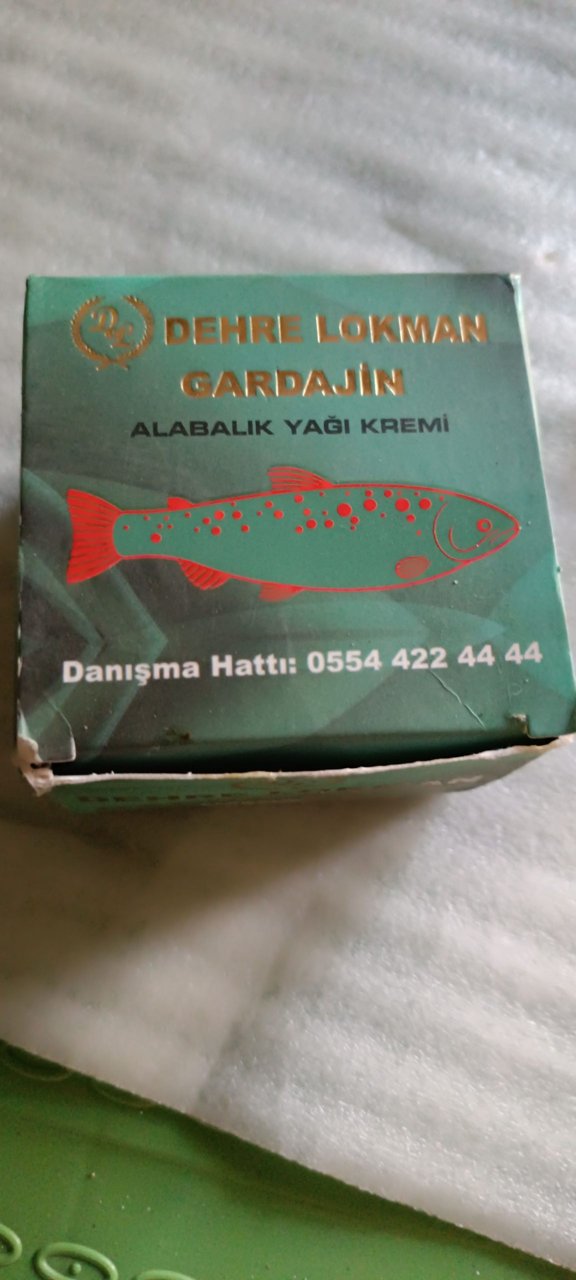 DEHRE LOKMAN
GARDAJİN
ALABALIK YAĞI KREMİ
Danışma Hattı: 0554 422 44 44